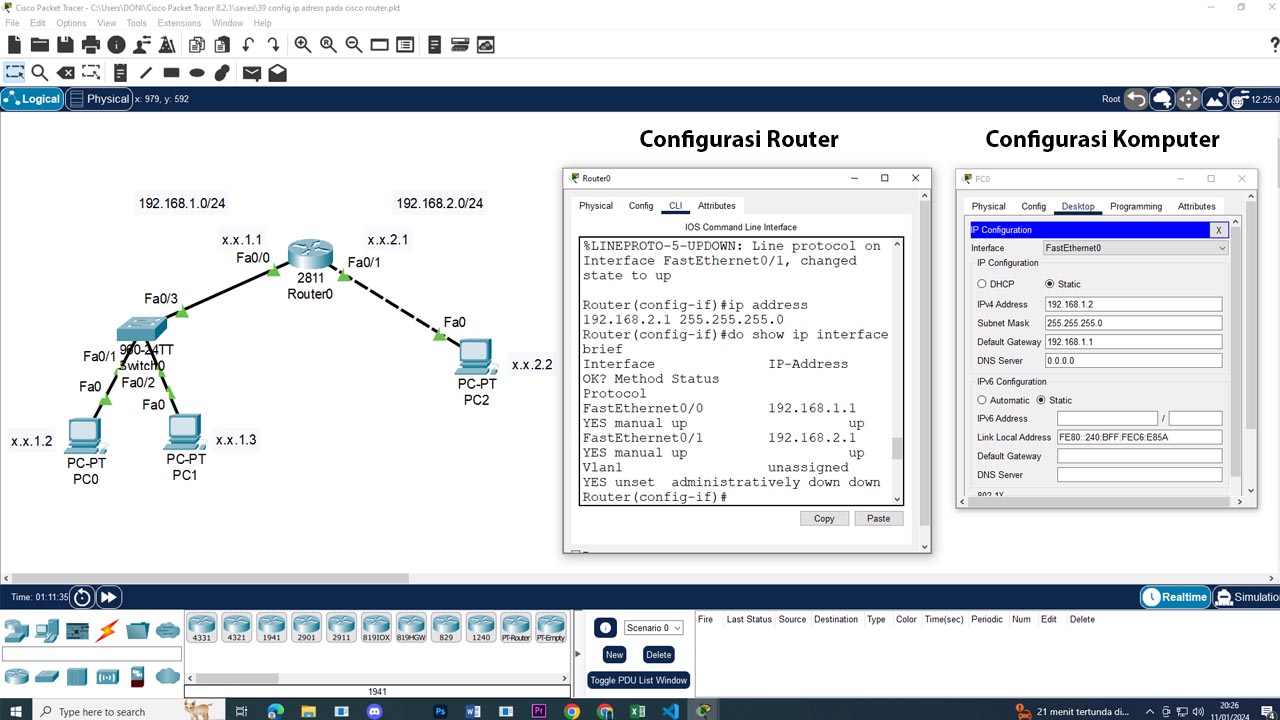 Cisco Packet Tracer - C:\Users\DONI\Cisco Packet Tracer 8.2.1\saves\39 config ip adress pada cisco router.pkt
File Edit Options View Tools Extensions Window Help
?
Logical Physical x: 979, y: 592
Root 12:25:0
Configurasi Router
Configurasi Komputer
192.168.1.0/24
192.168.2.0/24
x.x.1.1
x.x.2.1
Fa0/0
Fa0/1
2811
Router0
Fa0/3
Fa0
960-24TT
Switch0
Fa0/1
Fa0/2
Fa0
Fa0
x.x.2.2
PC-PT
PC2
x.x.1.2
x.x.1.3
PC-PT
PC0
PC-PT
PC1
Router0
Physical Config CLI Attributes
IOS Command Line Interface
%LINEPROTO-5-UPDOWN: Line protocol on
Interface FastEthernet0/1, changed
state to up
Router(config-if)#ip address
192.168.2.1 255.255.255.0
Router(config-if)#do show ip interface
brief
Interface IP-Address
OK? Method Status
Protocol
FastEthernet0/0 192.168.1.1
YES manual up up
FastEthernet0/1 192.168.2.1
YES manual up up
Vlan1 unassigned
YES unset administratively down down
Router(config-if)#
Copy Paste
PC0
Physical Config Desktop Programming Attributes
IP Configuration X
Interface FastEthernet0
IP Configuration
DHCP Static
IPv4 Address 192.168.1.2
Subnet Mask 255.255.255.0
Default Gateway 192.168.1.1
DNS Server 0.0.0.0
IPv6 Configuration
Automatic Static
IPv6 Address /
Link Local Address FE80::240:BFF:FEC6:E85A
Default Gateway
DNS Server
802.1X
Time: 01:11:35
Realtime Simulatio
4331 4321 1941 2901 2911 819IOX 819HGW 829 1240 PT-Router PT-Empty
1941
Scenario 0
New Delete
Toggle PDU List Window
Fire Last Status Source Destination Type Color Time(sec) Periodic Num Edit Delete
Type here to search
21 menit tertunda di...
20:26
11/01/2024